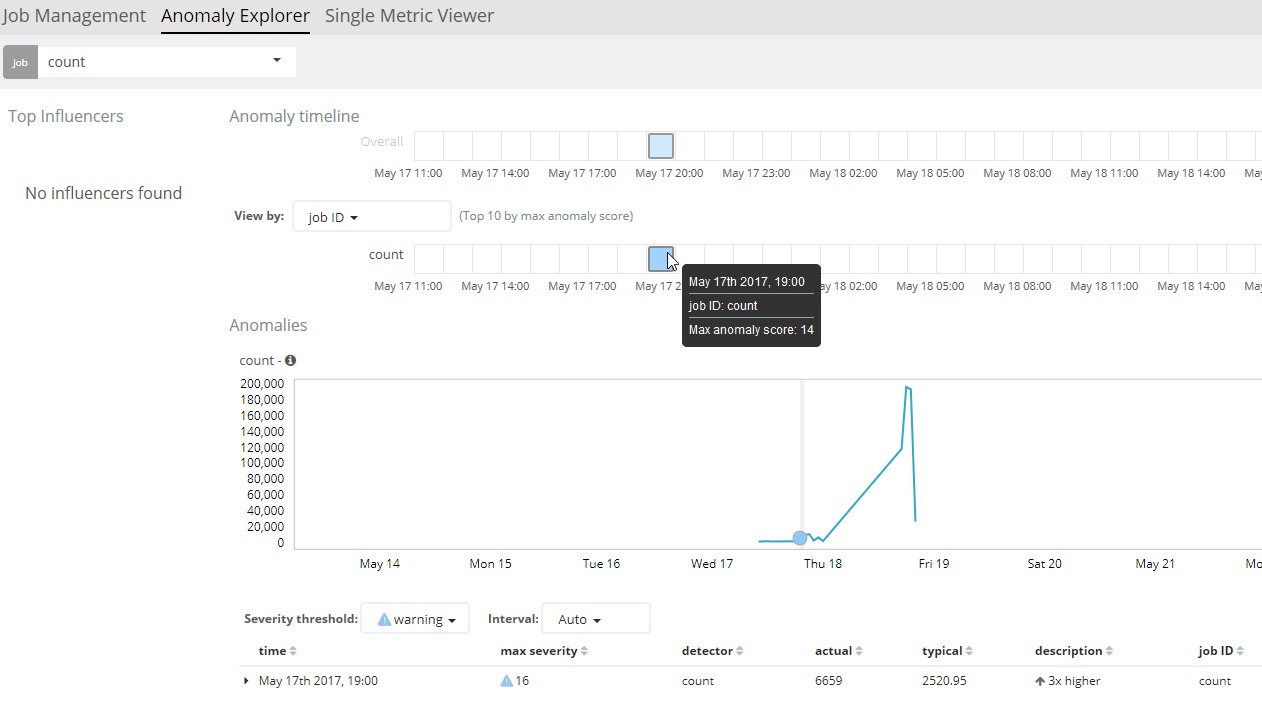 Job Management Anomaly Explorer Single Metric Viewer
Job count
Top Influencers
No influencers found
Anomaly timeline
Overall
May 17 11:00 May 17 14:00 May 17 17:00 May 17 20:00 May 17 23:00 May 18 02:00 May 18 05:00 May 18 08:00 May 18 11:00 May 18 14:00 May
View by: job ID (Top 10 by max anomaly score)
count
May 17 11:00 May 17 14:00 May 17 17:00 May 17 2 ay 18 02:00 May 18 05:00 May 18 08:00 May 18 11:00 May 18 14:00 May
May 17th 2017, 19:00
job ID: count
Max anomaly score: 14
Anomalies
count -
200,000
180,000
160,000
140,000
120,000
100,000
80,000
60,000
40,000
20,000
0
May 14 Mon 15 Tue 16 Wed 17 Thu 18 Fri 19 Sat 20 May 21 Mo
Severity threshold: warning Interval: Auto
time max severity detector actual typical description job ID
May 17th 2017, 19:00 16 count 6659 2520.95 3x higher count